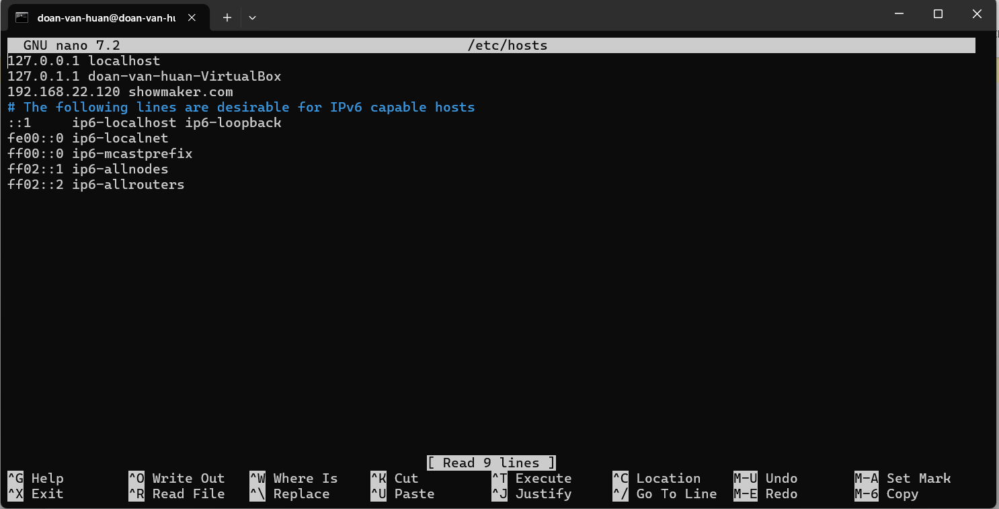 doan-van-huan@doan-van-hu
GNU nano 7.2 /etc/hosts
127.0.0.1 localhost
127.0.1.1 doan-van-huan-VirtualBox
192.168.22.120 showmaker.com
# The following lines are desirable for IPv6 capable hosts
::1     ip6-localhost ip6-loopback
fe00::0 ip6-localnet
ff00::0 ip6-mcastprefix
ff02::1 ip6-allnodes
ff02::2 ip6-allrouters
[ Read 9 lines ]
^G Help ^O Write Out ^W Where Is ^K Cut ^T Execute ^C Location M-U Undo M-A Set Mark
^X Exit ^R Read File ^\ Replace ^U Paste ^J Justify ^/ Go To Line M-E Redo M-6 Copy